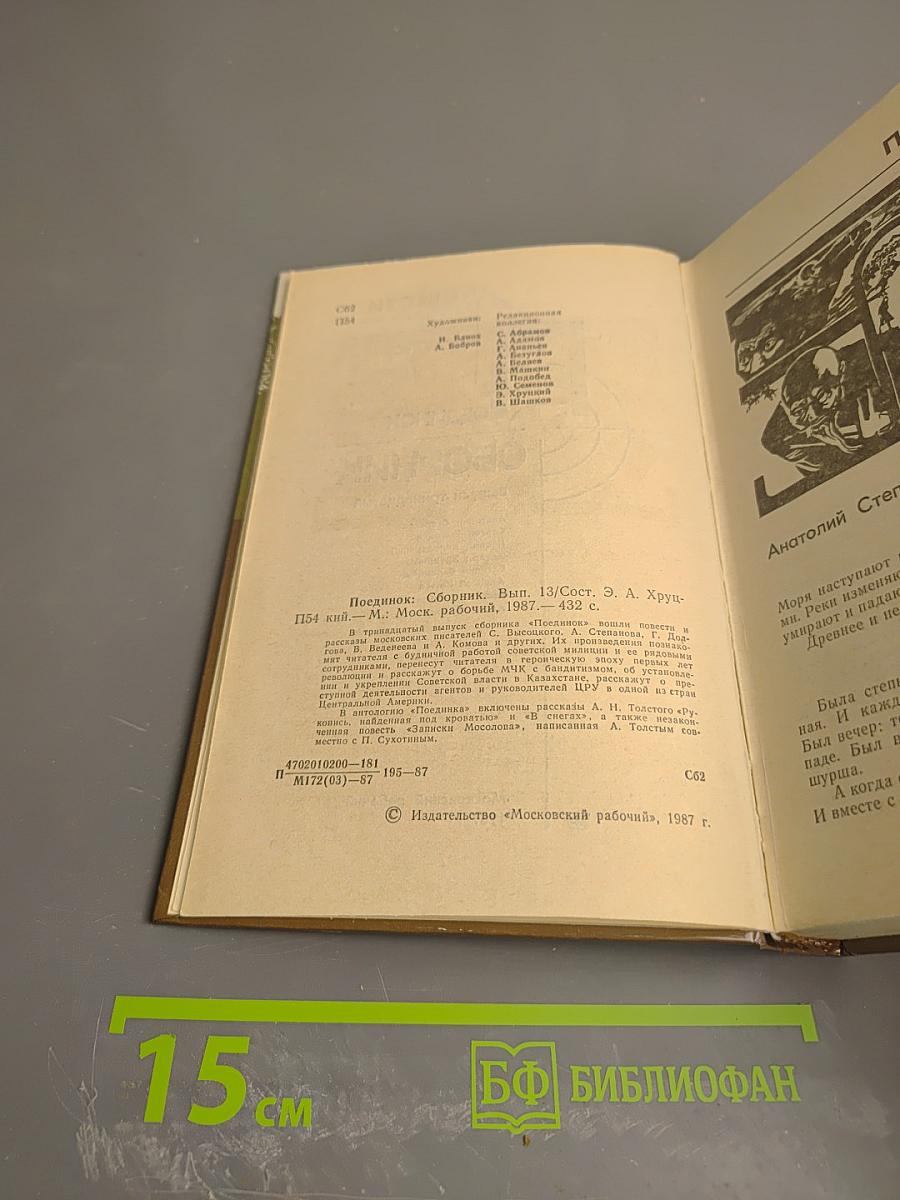 С62
П54
Художники:
И. Блиох
А. Бобров
Редакционная
коллегия:
С. Абрамов
А. Адамов
Г. Ананьев
А. Безуглов
А. Беляев
В. Машкин
А. Подобед
Ю. Семенов
Э. Хруцкий
В. Шашков
Поединок: Сборник. Вып. 13/Сост. Э. А. Хруц-
П54 кий.— М.: Моск. рабочий, 1987.— 432 с.
В тринадцатый выпуск сборника «Поединок» вошли повести и
рассказы московских писателей С. Высоцкого, А. Степанова, Г. Дол-
гова, В. Веденеева и А. Комова и других. Их произведения познако-
мят читателя с будничной работой советской милиции и ее рядовыми
сотрудниками, перенесут читателя в героическую эпоху первых лет
революции и расскажут о борьбе МЧК с бандитизмом, об установле-
нии и укреплении Советской власти в Казахстане, расскажут о пре-
ступной деятельности агентов и руководителей ЦРУ в одной из стран
Центральной Америки.
В антологию «Поединка» включены рассказы А. Н. Толстого «Ру-
копись, найденная под кроватью» и «В снегах», а также незакон-
ченная повесть «Записки Мосолова», написанная А. Толстым сов-
местно с П. Сухотиным.
П 4702010200—181
М172(03)—87 195—87
С62
© Издательство «Московский рабочий», 1987 г.
П
Анатолий Степ
Моря наступают
ми. Реки изменяю
умирают и падаю
Древнее и не
Была степь
ная. И кажд
Был вечер: т
паде. Был в
шурша.
А когда
И вместе с
15 см
БФ БИБЛИОФАН